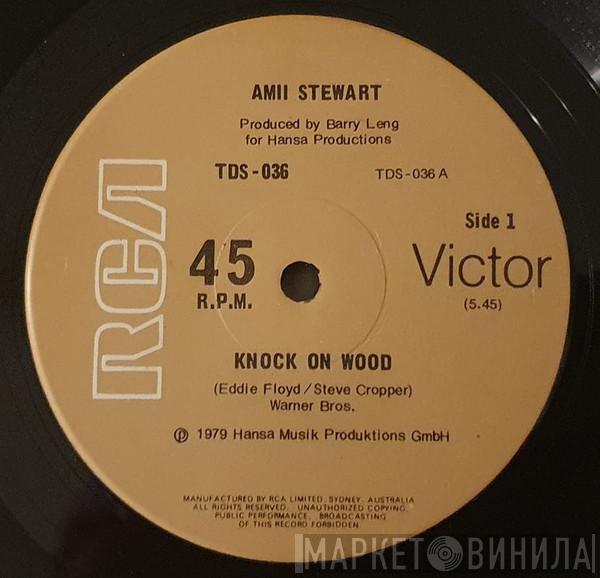 AMII STEWART
Produced by Barry Leng
for Hansa Productions
TDS-036
TDS-036 A
Side 1
RCA
45
R.P.M.
Victor
(5.45)
KNOCK ON WOOD
(Eddie Floyd/Steve Cropper)
Warner Bros.
℗ 1979 Hansa Musik Produktions GmbH
MANUFACTURED BY RCA LIMITED, SYDNEY, AUSTRALIA
ALL RIGHTS RESERVED. UNAUTHORIZED COPYING,
PUBLIC PERFORMANCE, BROADCASTING
OF THIS RECORD FORBIDDEN
МАРКЕТ ВИНИЛА